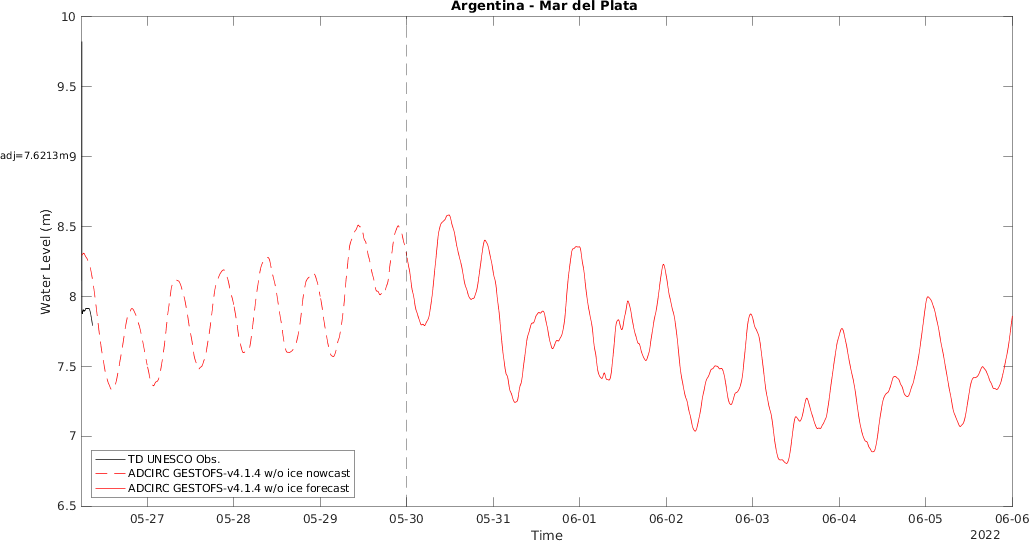 Argentina - Mar del Plata
10
9.5
adj=7.6213m
9
8.5
8
7.5
7
6.5
Water Level (m)
TD UNESCO Obs.
ADCIRC GESTOFS-v4.1.4 w/o ice nowcast
ADCIRC GESTOFS-v4.1.4 w/o ice forecast
05-27 05-28 05-29 05-30 05-31 06-01 06-02 06-03 06-04 06-05 06-06
Time
2022